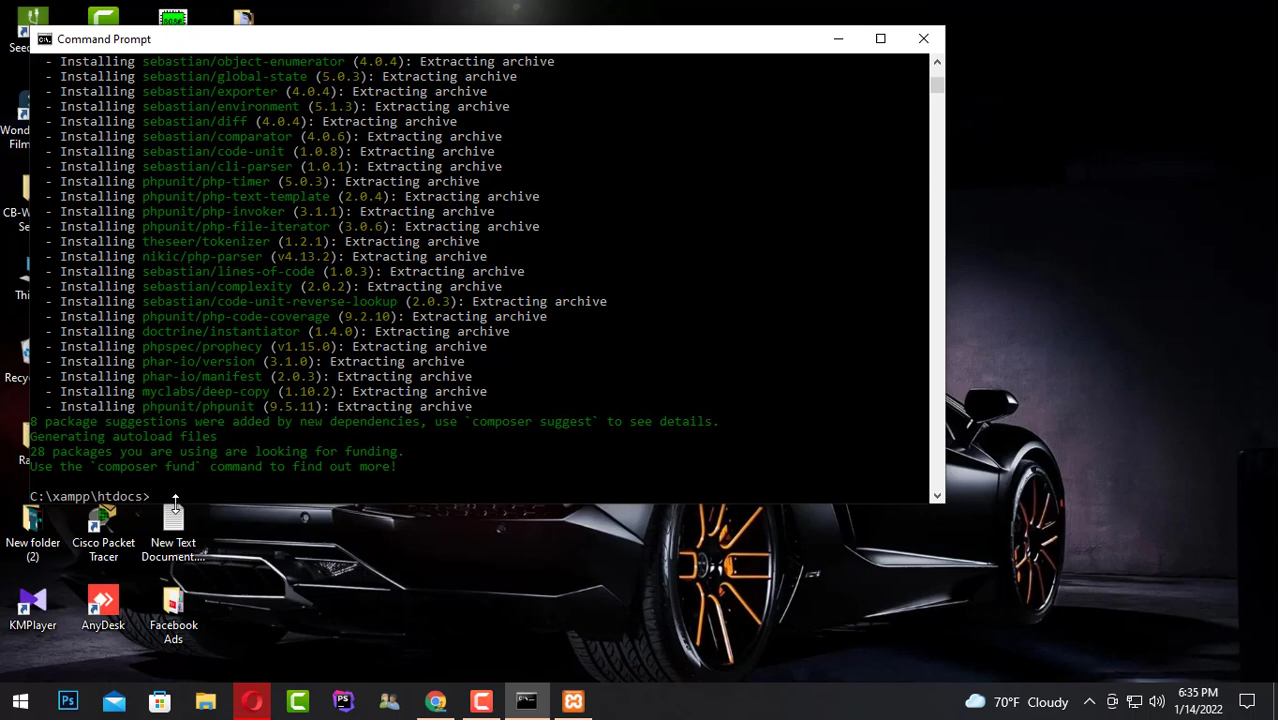 Command Prompt
- Installing sebastian/object-enumerator (4.0.4): Extracting archive
- Installing sebastian/global-state (5.0.3): Extracting archive
- Installing sebastian/exporter (4.0.4): Extracting archive
- Installing sebastian/environment (5.1.3): Extracting archive
- Installing sebastian/diff (4.0.4): Extracting archive
- Installing sebastian/comparator (4.0.6): Extracting archive
- Installing sebastian/code-unit (1.0.8): Extracting archive
- Installing sebastian/cli-parser (1.0.1): Extracting archive
- Installing phpunit/php-timer (5.0.3): Extracting archive
- Installing phpunit/php-text-template (2.0.4): Extracting archive
- Installing phpunit/php-invoker (3.1.1): Extracting archive
- Installing phpunit/php-file-iterator (3.0.6): Extracting archive
- Installing theseer/tokenizer (1.2.1): Extracting archive
- Installing nikic/php-parser (v4.13.2): Extracting archive
- Installing sebastian/lines-of-code (1.0.3): Extracting archive
- Installing sebastian/complexity (2.0.2): Extracting archive
- Installing sebastian/code-unit-reverse-lookup (2.0.3): Extracting archive
- Installing phpunit/php-code-coverage (9.2.10): Extracting archive
- Installing doctrine/instantiator (1.4.0): Extracting archive
- Installing phpspec/prophecy (v1.15.0): Extracting archive
- Installing phar-io/version (3.1.0): Extracting archive
- Installing phar-io/manifest (2.0.3): Extracting archive
- Installing myclabs/deep-copy (1.10.2): Extracting archive
- Installing phpunit/phpunit (9.5.11): Extracting archive
8 package suggestions were added by new dependencies, use `composer suggest` to see details.
Generating autoload files
28 packages you are using are looking for funding.
Use the `composer fund` command to find out more!
C:\xampp\htdocs>
New folder (2)
Cisco Packet Tracer
New Text Document....
KMPlayer
AnyDesk
Facebook Ads
70°F Cloudy
6:35 PM
1/14/2022